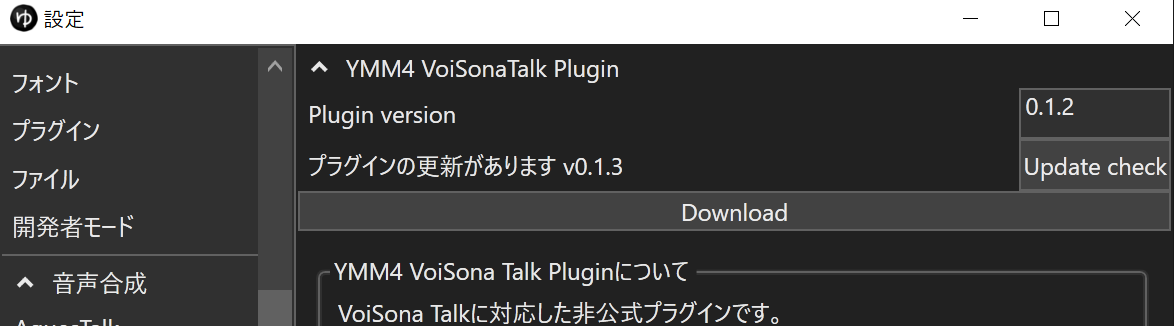 ゆ 設定
フォント
プラグイン
ファイル
開発者モード
音声合成
AquesTalk
YMM4 VoiSonaTalk Plugin
Plugin version
0.1.2
プラグインの更新があります v0.1.3
Update check
Download
YMM4 VoiSona Talk Pluginについて
VoiSona Talkに対応した非公式プラグインです。